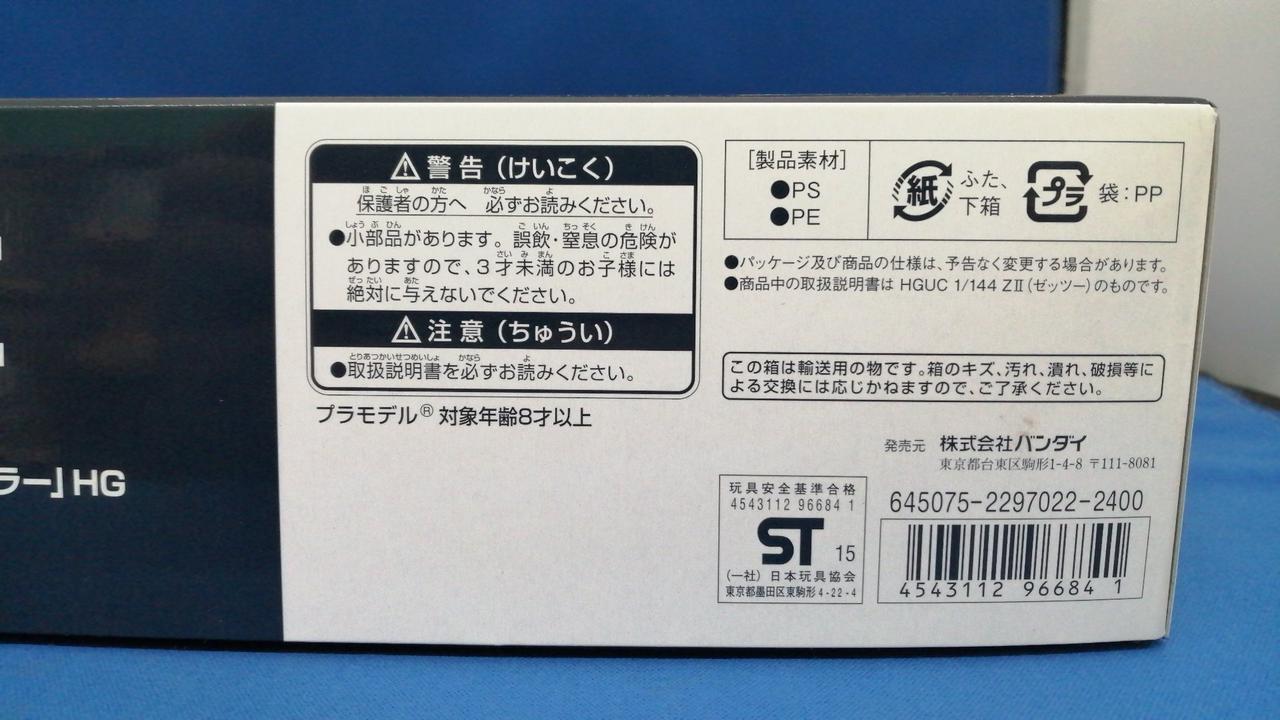 ラー」HG
⚠警告(けいこく)
保護者の方へ 必ずお読みください。
●小部品があります。誤飲・窒息の危険が
ありますので、3才未満のお子様には
絶対に与えないでください。
⚠注意(ちゅうい)
●取扱説明書を必ずお読みください。
プラモデル® 対象年齢8才以上
[製品素材]
●PS
●PE
紙
ふた、
下箱
プラ
袋:PP
●パッケージ及び商品の仕様は、予告なく変更する場合があります。
●商品中の取扱説明書は HGUC 1/144 ZⅡ(ゼッツー)のものです。
この箱は輸送用の物です。箱のキズ、汚れ、潰れ、破損等に
よる交換には応じかねますので、ご了承ください。
発売元 株式会社バンダイ
東京都台東区駒形1-4-8 〒111-8081
玩具安全基準合格
4543112 96684 1
ST 15
(一社)日本玩具協会
東京都墨田区東駒形4-22-4
645075-2297022-2400
4543112 96684 1